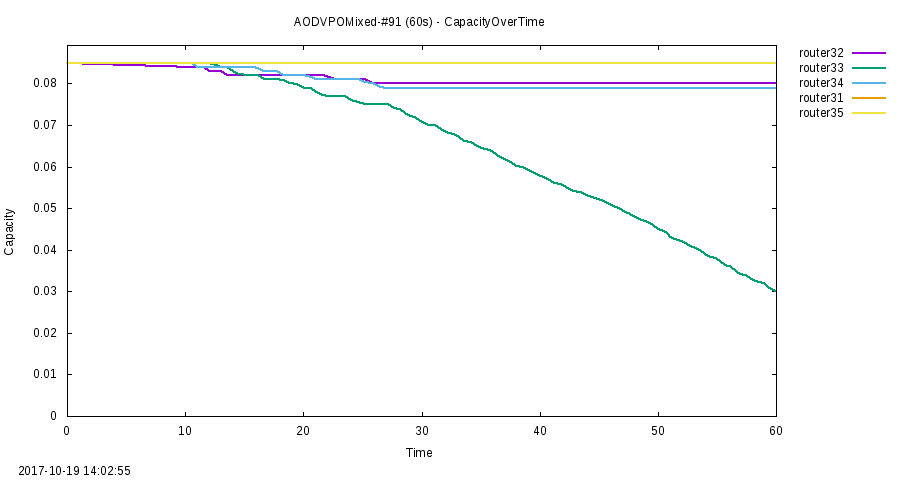 AODVPOMixed-#91 (60s) - CapacityOverTime
router32
router33
router34
router31
router35
0.08
0.07
0.06
0.05
0.04
0.03
0.02
0.01
0
Capacity
0 10 20 30 40 50 60
Time
2017-10-19 14:02:55